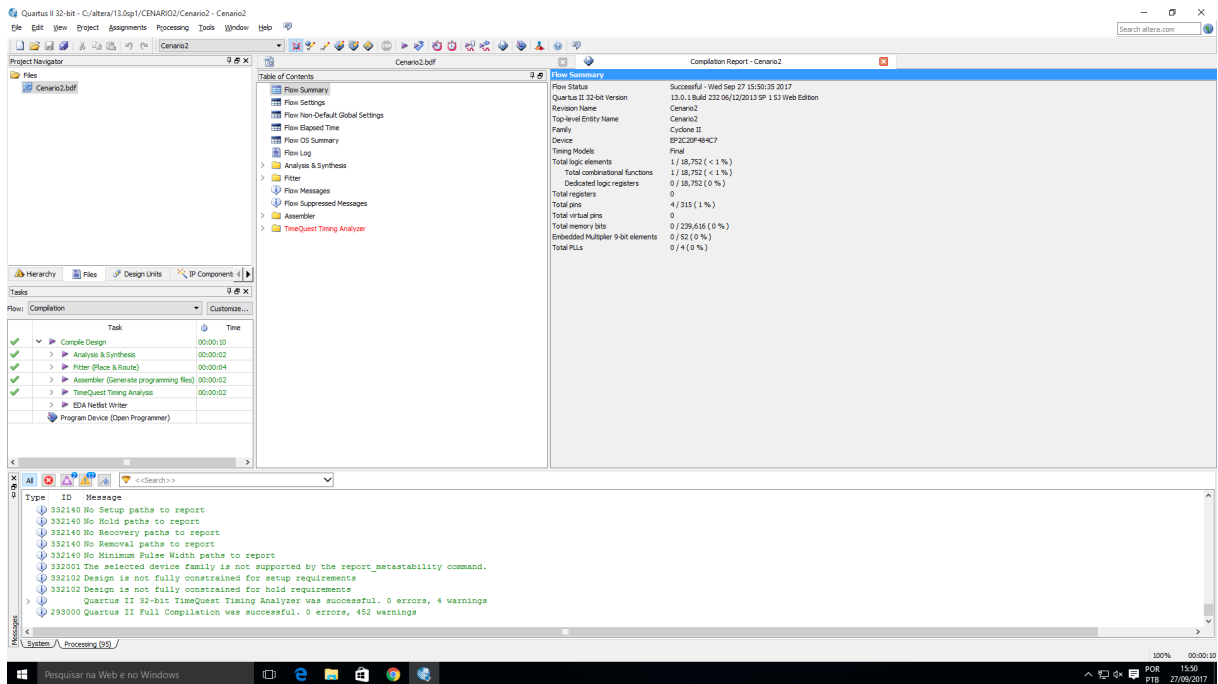 Quartus II 32-bit - C:/altera/13.0sp1/CENARIO2/Cenario2 - Cenario2
File Edit View Project Assignments Processing Tools Window Help
Search altera.com
Cenario2
Project Navigator
Files
Cenario2.bdf
Hierarchy Files Design Units IP Components
Tasks
Flow: Compilation Customize...
Task Time
Compile Design 00:00:10
Analysis & Synthesis 00:00:02
Fitter (Place & Route) 00:00:04
Assembler (Generate programming files) 00:00:02
TimeQuest Timing Analysis 00:00:02
EDA Netlist Writer
Program Device (Open Programmer)
Cenario2.bdf
Compilation Report - Cenario2
Table of Contents
Flow Summary
Flow Settings
Flow Non-Default Global Settings
Flow Elapsed Time
Flow OS Summary
Flow Log
Analysis & Synthesis
Fitter
Flow Messages
Flow Suppressed Messages
Assembler
TimeQuest Timing Analyzer
Flow Summary
Flow Status Successful - Wed Sep 27 15:50:35 2017
Quartus II 32-bit Version 13.0.1 Build 232 06/12/2013 SP 1 SJ Web Edition
Revision Name Cenario2
Top-level Entity Name Cenario2
Family Cyclone II
Device EP2C20F484C7
Timing Models Final
Total logic elements 1 / 18,752 ( < 1 % )
Total combinational functions 1 / 18,752 ( < 1 % )
Dedicated logic registers 0 / 18,752 ( 0 % )
Total registers 0
Total pins 4 / 315 ( 1 % )
Total virtual pins 0
Total memory bits 0 / 239,616 ( 0 % )
Embedded Multiplier 9-bit elements 0 / 52 ( 0 % )
Total PLLs 0 / 4 ( 0 % )
All <<Search>>
Type ID Message
332140 No Setup paths to report
332140 No Hold paths to report
332140 No Recovery paths to report
332140 No Removal paths to report
332140 No Minimum Pulse Width paths to report
332001 The selected device family is not supported by the report_metastability command.
332102 Design is not fully constrained for setup requirements
332102 Design is not fully constrained for hold requirements
Quartus II 32-bit TimeQuest Timing Analyzer was successful. 0 errors, 4 warnings
293000 Quartus II Full Compilation was successful. 0 errors, 452 warnings
Messages
System Processing (95)
100% 00:00:10
Pesquisar na Web e no Windows
POR 15:50
PTB 27/09/2017